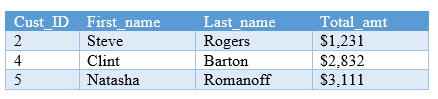 Cust_ID First_name Last_name Total_amt
2 Steve Rogers $1,231
4 Clint Barton $2,832
5 Natasha Romanoff $3,111